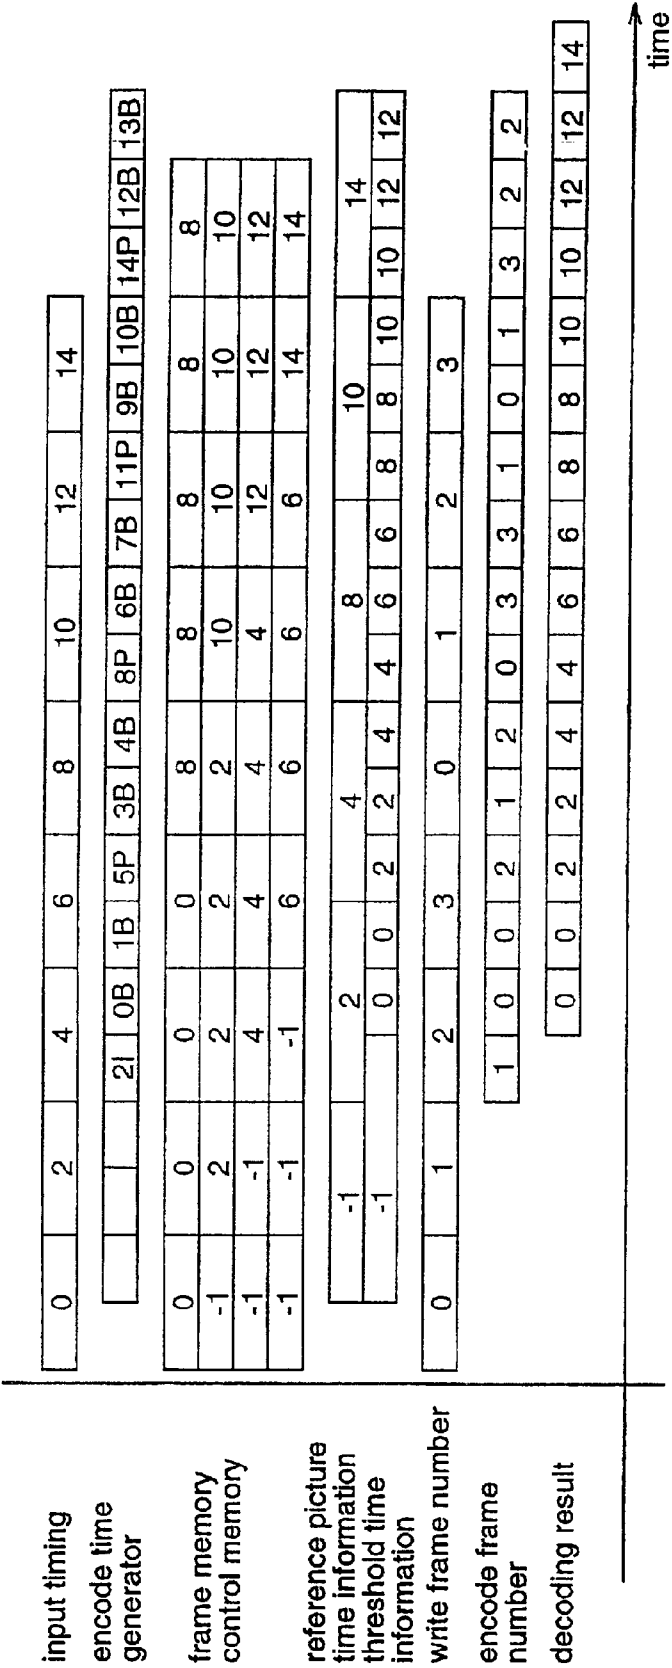 input timing 0 2 4 6 8 10 12 14
encode time
generator 2I 0B 1B 5P 3B 4B 8P 6B 7B 11P 9B 10B 14P 12B 13B
frame memory
control memory
0 0 0 0 8 8 8 8 8
-1 2 2 2 2 10 10 10 10
-1 -1 4 4 4 4 12 12 12
-1 -1 -1 6 6 6 6 14 14
reference picture
time information -1 2 4 8 10 14
threshold time
information -1 0 0 2 2 4 4 6 6 8 8 10 10 12 12
write frame number 0 1 2 3 0 1 2 3
encode frame
number 1 0 0 2 1 2 0 3 3 1 0 1 3 2 2
decoding result 0 0 2 2 4 4 6 6 8 8 10 10 12 12 14
time